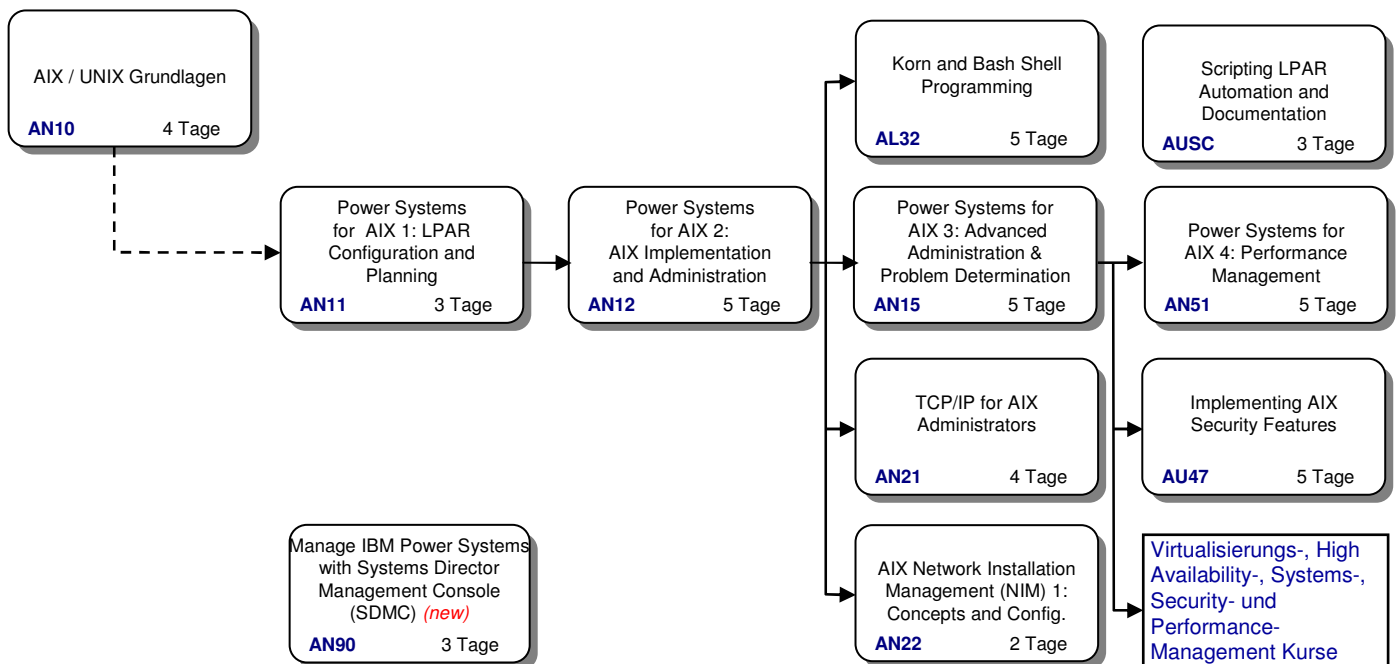 AIX / UNIX Grundlagen
AN10 4 Tage
Power Systems
for AIX 1: LPAR
Configuration and
Planning
AN11 3 Tage
Power Systems
for AIX 2:
AIX Implementation
and Administration
AN12 5 Tage
Korn and Bash Shell
Programming
AL32 5 Tage
Scripting LPAR
Automation and
Documentation
AUSC 3 Tage
Power Systems for
AIX 3: Advanced
Administration &
Problem Determination
AN15 5 Tage
Power Systems for
AIX 4: Performance
Management
AN51 5 Tage
TCP/IP for AIX
Administrators
AN21 4 Tage
Implementing AIX
Security Features
AU47 5 Tage
Manage IBM Power Systems
with Systems Director
Management Console
(SDMC) (new)
AN90 3 Tage
AIX Network Installation
Management (NIM) 1:
Concepts and Config.
AN22 2 Tage
Virtualisierungs-, High
Availability-, Systems-,
Security- und
Performance-
Management Kurse